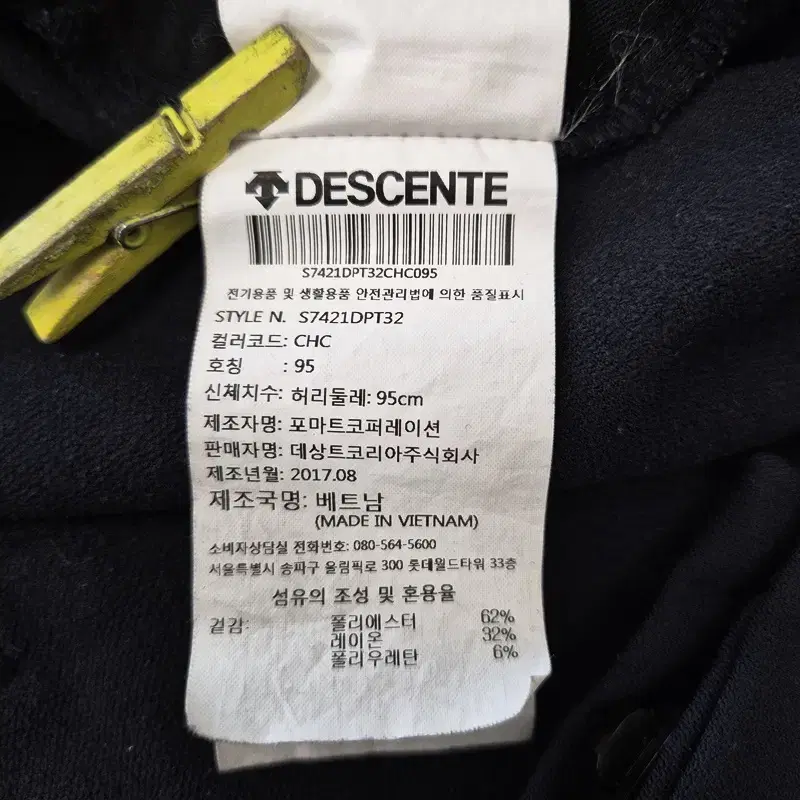 DESCENTE
S7421DPT32CHC095
전기용품 및 생활용품 안전관리법에 의한 품질표시
STYLE N. S7421DPT32
컬러코드: CHC
호칭 : 95
신체치수: 허리둘레: 95cm
제조자명: 포마트코퍼레이션
판매자명: 데상트코리아주식회사
제조년월: 2017.08
제조국명: 베트남
(MADE IN VIETNAM)
소비자상담실 전화번호: 080-564-5600
서울특별시 송파구 올림픽로 300 롯데월드타워 33층
섬유의 조성 및 혼용율
겉감: 폴리에스터 62%
레이온 32%
폴리우레탄 6%